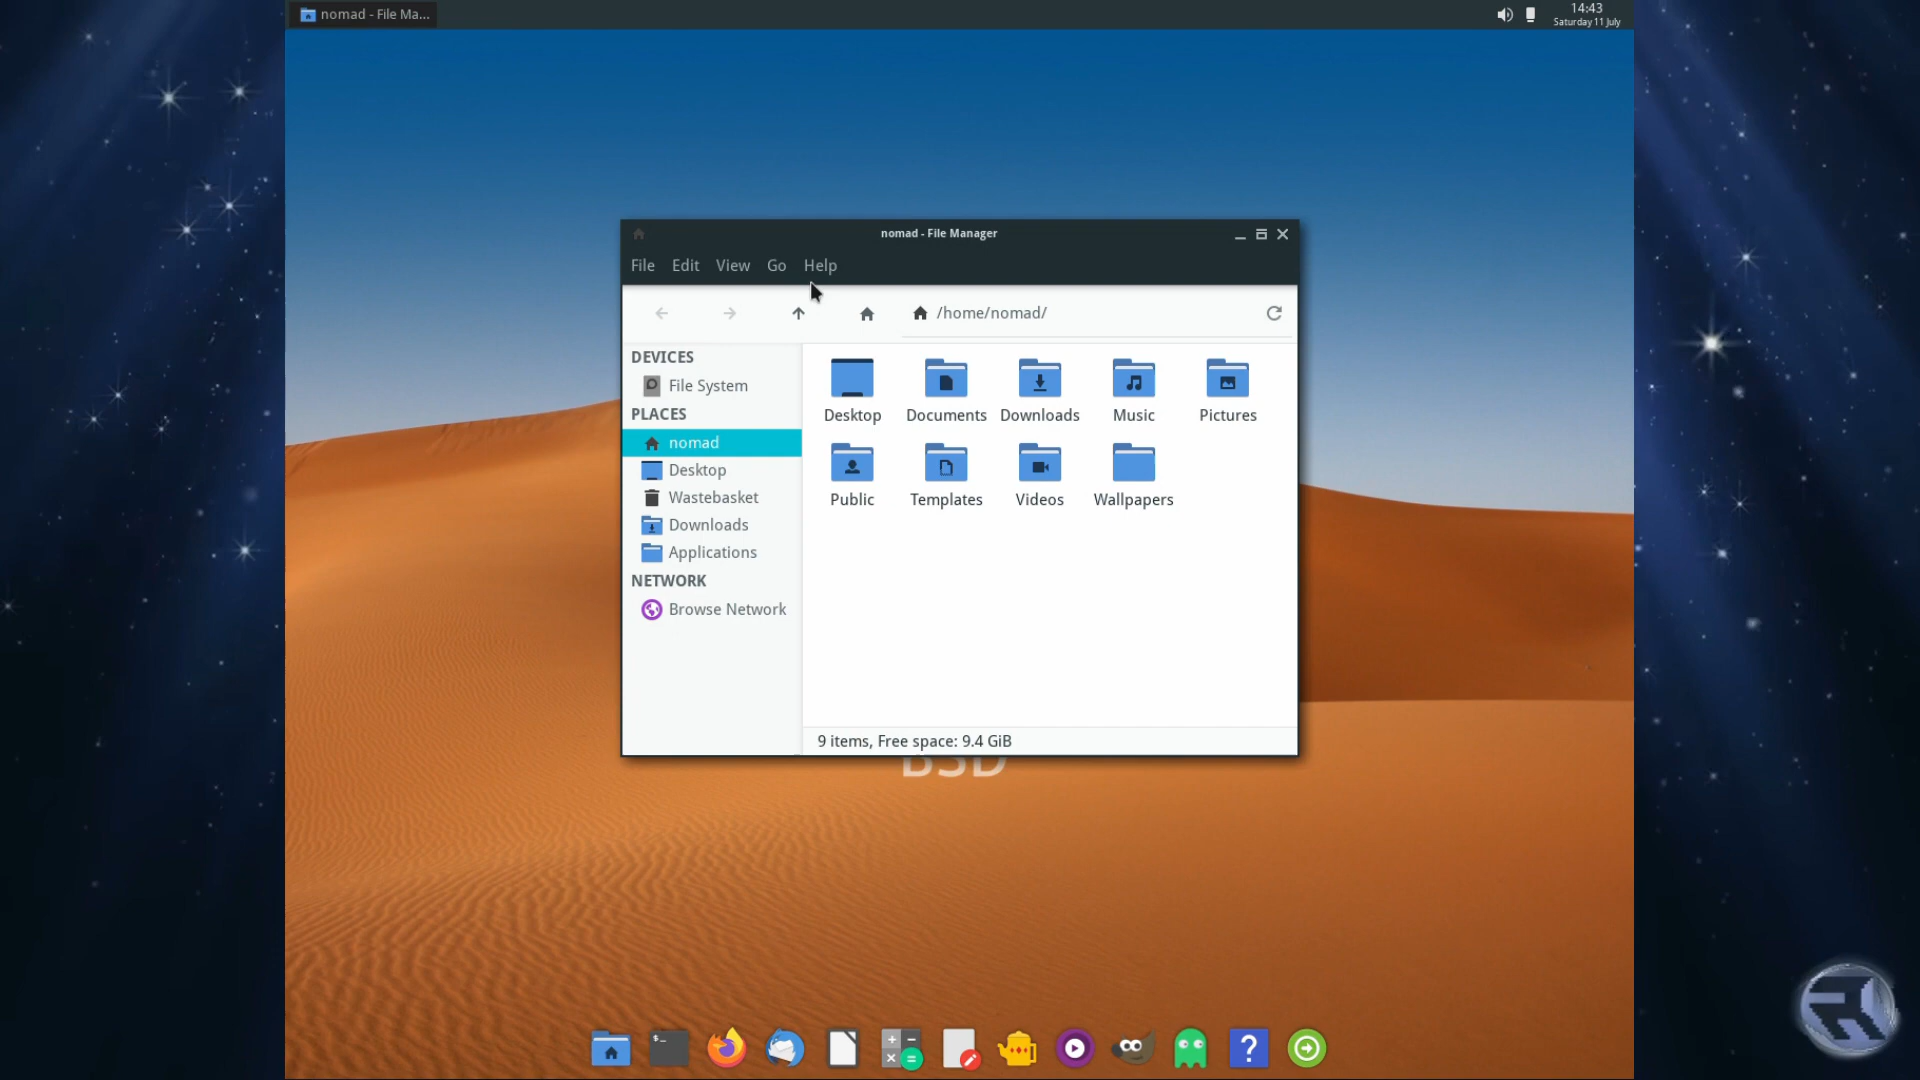 nomad - File Ma...
14:43
Saturday 11 July
nomad - File Manager
File Edit View Go Help
/home/nomad/
DEVICES
File System
PLACES
nomad
Desktop
Wastebasket
Downloads
Applications
NETWORK
Browse Network
Desktop Documents Downloads Music Pictures
Public Templates Videos Wallpapers
9 items, Free space: 9.4 GiB
BSD
$_
?